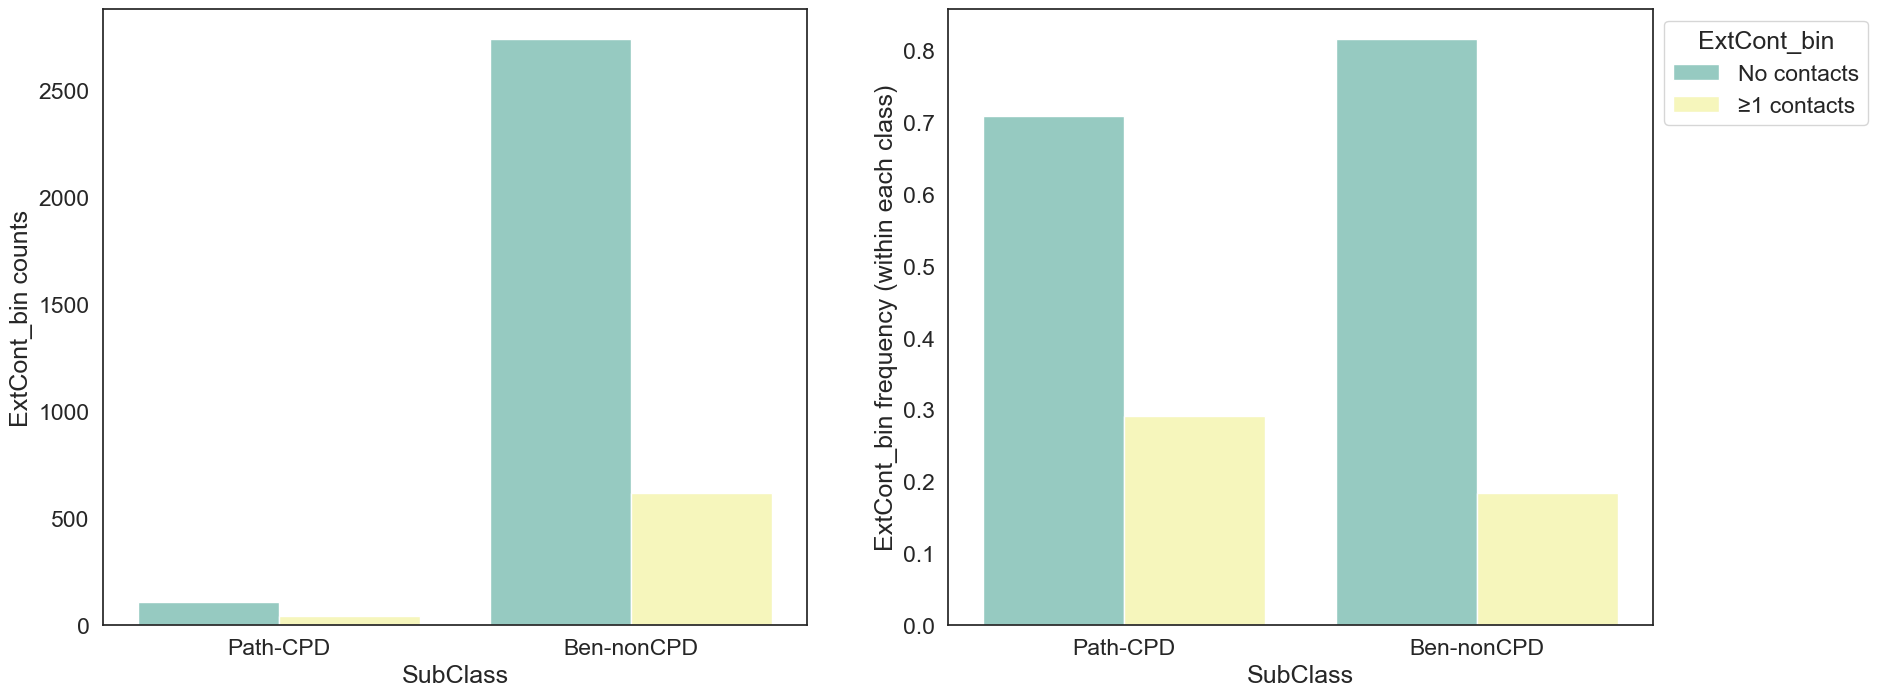 ExtCont_bin counts
2500
2000
1500
1000
500
0
Path-CPD
Ben-nonCPD
SubClass
ExtCont_bin frequency (within each class)
0.8
0.7
0.6
0.5
0.4
0.3
0.2
0.1
0.0
Path-CPD
Ben-nonCPD
SubClass
ExtCont_bin
No contacts
≥1 contacts